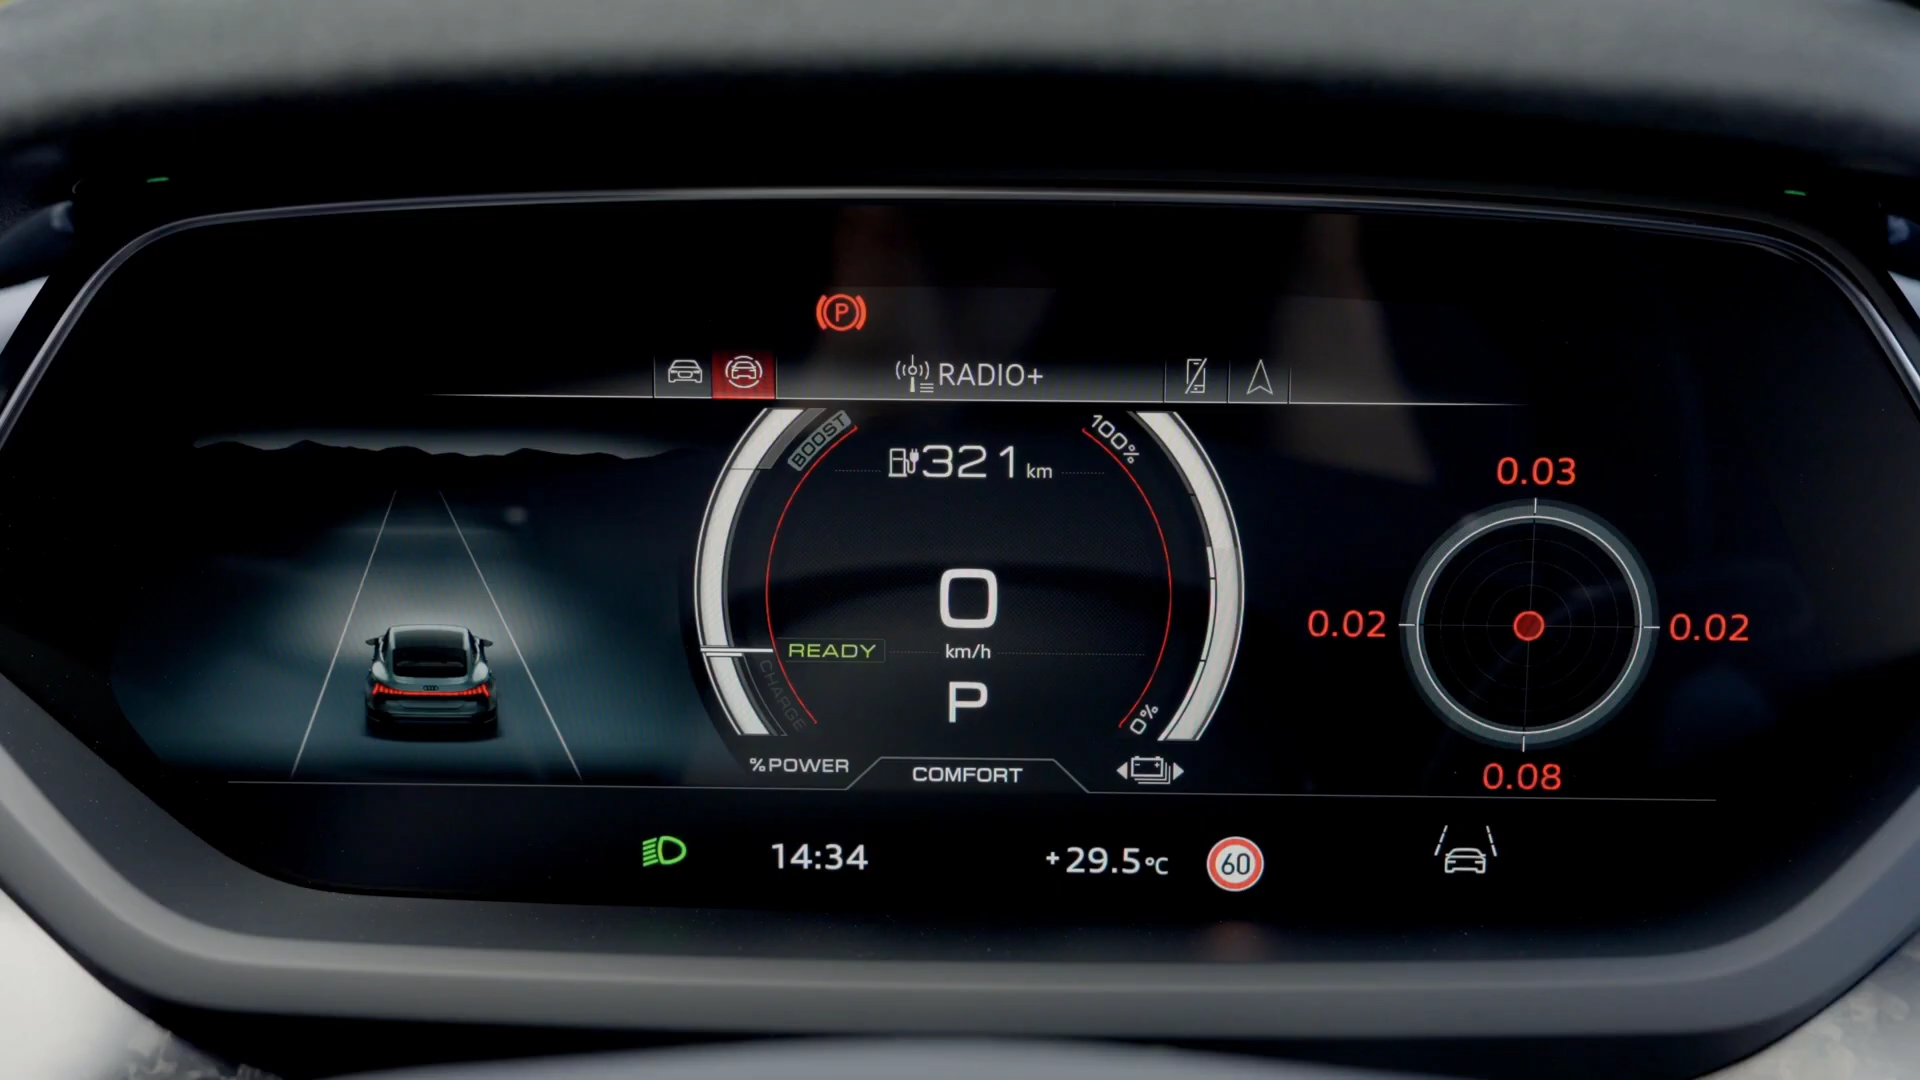 P
RADIO+
BOOST
100%
321 km
0.03
0
0.02
0.02
READY
km/h
CHARGE
P
0%
%POWER
COMFORT
0.08
14:34
+29.5°C
60